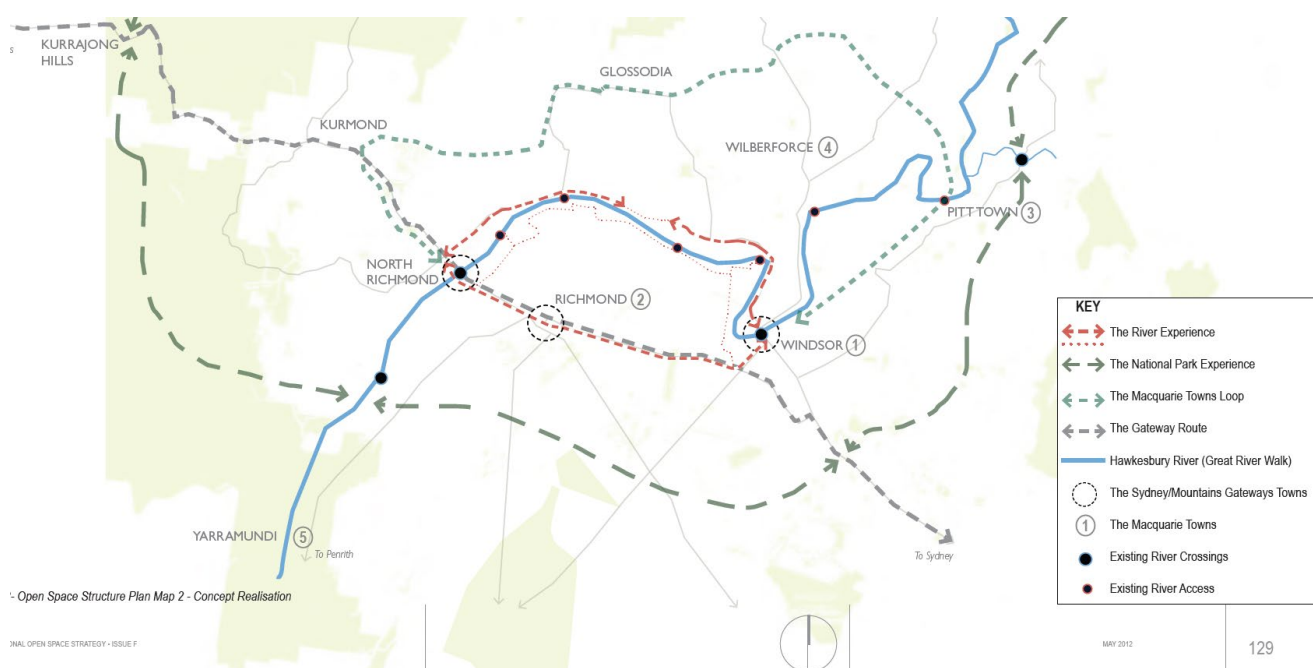 KURRAJONG
HILLS
GLOSSODIA
KURMOND
WILBERFORCE 4
PITT TOWN 3
NORTH
RICHMOND
RICHMOND 2
WINDSOR 1
YARRAMUNDI 5
To Penrith
To Sydney
KEY
The River Experience
The National Park Experience
The Macquarie Towns Loop
The Gateway Route
Hawkesbury River (Great River Walk)
The Sydney/Mountains Gateways Towns
1 The Macquarie Towns
Existing River Crossings
Existing River Access
- Open Space Structure Plan Map 2 - Concept Realisation
OPEN SPACE STRATEGY - ISSUE F
MAY 2012
129